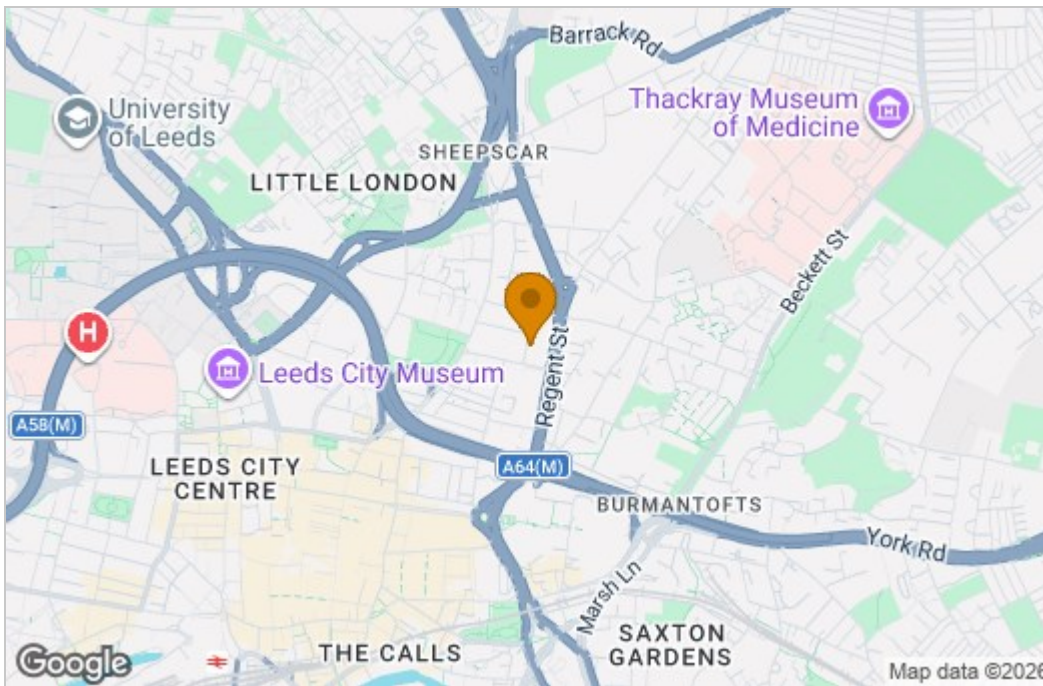 Barrack Rd
University
of Leeds
Thackray Museum
of Medicine
SHEEPSCAR
LITTLE LONDON
Beckett St
H
Leeds City Museum
Regent St
A58(M)
A64(M)
LEEDS CITY
CENTRE
BURMANTOFTS
York Rd
Marsh Ln
SAXTON
GARDENS
THE CALLS
Google
Map data ©2026